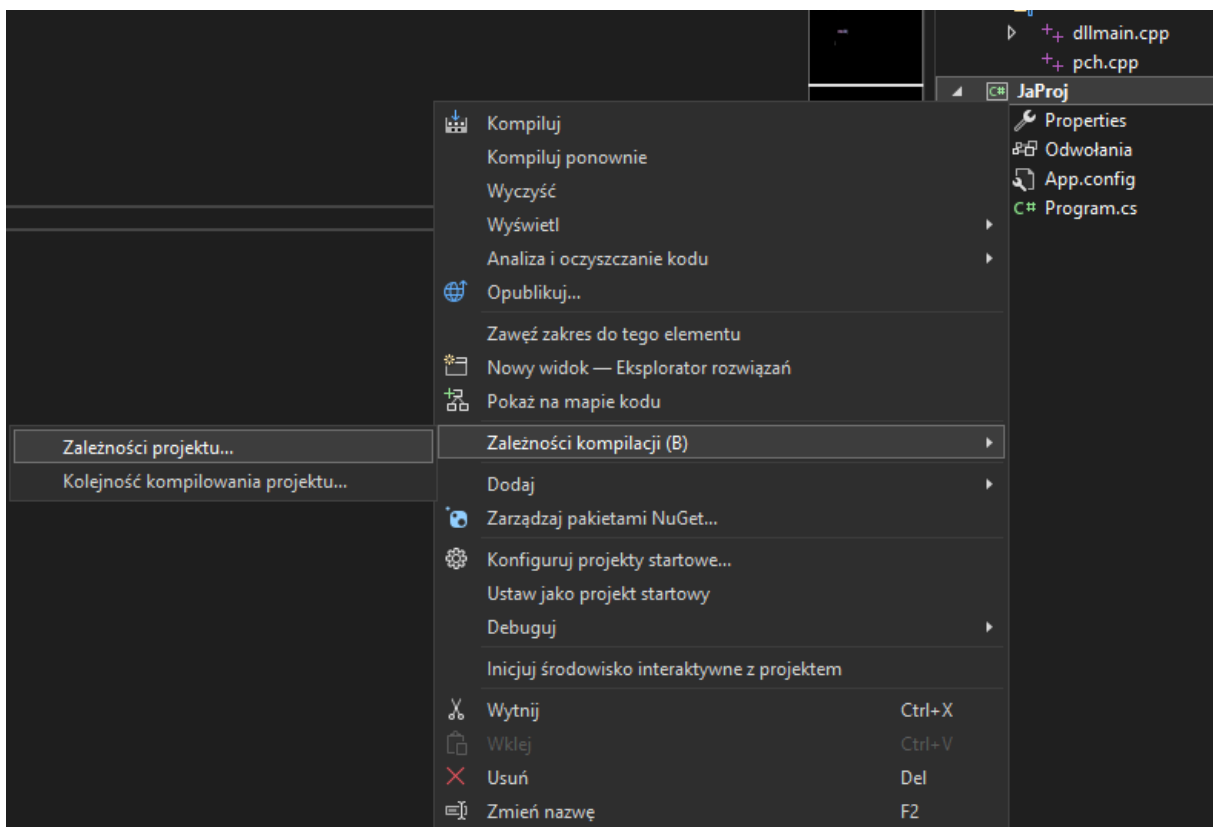 dllmain.cpp
pch.cpp
C# JaProj
Properties
Odwołania
App.config
C# Program.cs
Kompiluj
Kompiluj ponownie
Wyczyść
Wyświetl
Analiza i oczyszczanie kodu
Opublikuj...
Zawęź zakres do tego elementu
Nowy widok — Eksplorator rozwiązań
Pokaż na mapie kodu
Zależności kompilacji (B)
Zależności projektu...
Kolejność kompilowania projektu...
Dodaj
Zarządzaj pakietami NuGet...
Konfiguruj projekty startowe...
Ustaw jako projekt startowy
Debuguj
Inicjuj środowisko interaktywne z projektem
Wytnij Ctrl+X
Wklej Ctrl+V
Usuń Del
Zmień nazwę F2